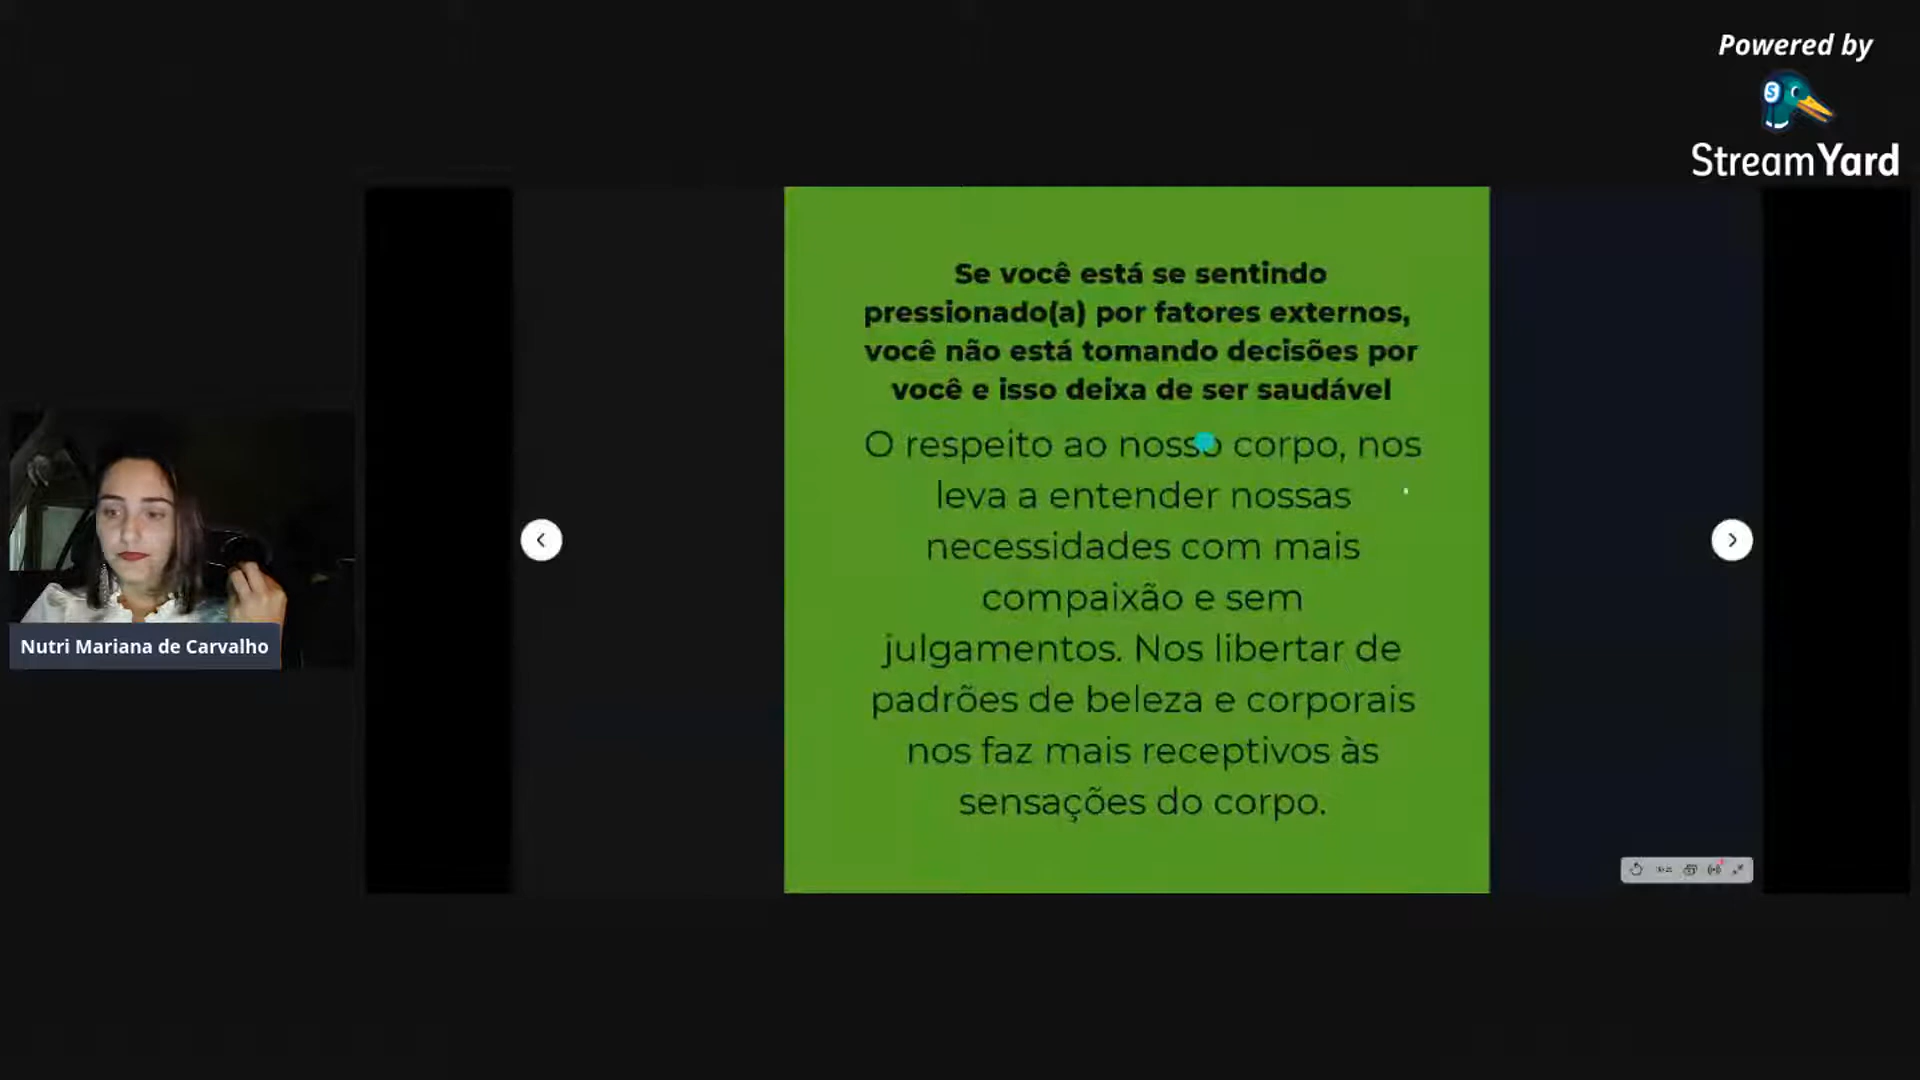 Powered by
StreamYard
Se você está se sentindo
pressionado(a) por fatores externos,
você não está tomando decisões por
você e isso deixa de ser saudável
O respeito ao nosso corpo, nos
leva a entender nossas
necessidades com mais
compaixão e sem
julgamentos. Nos libertar de
padrões de beleza e corporais
nos faz mais receptivos às
sensações do corpo.
Nutri Mariana de Carvalho